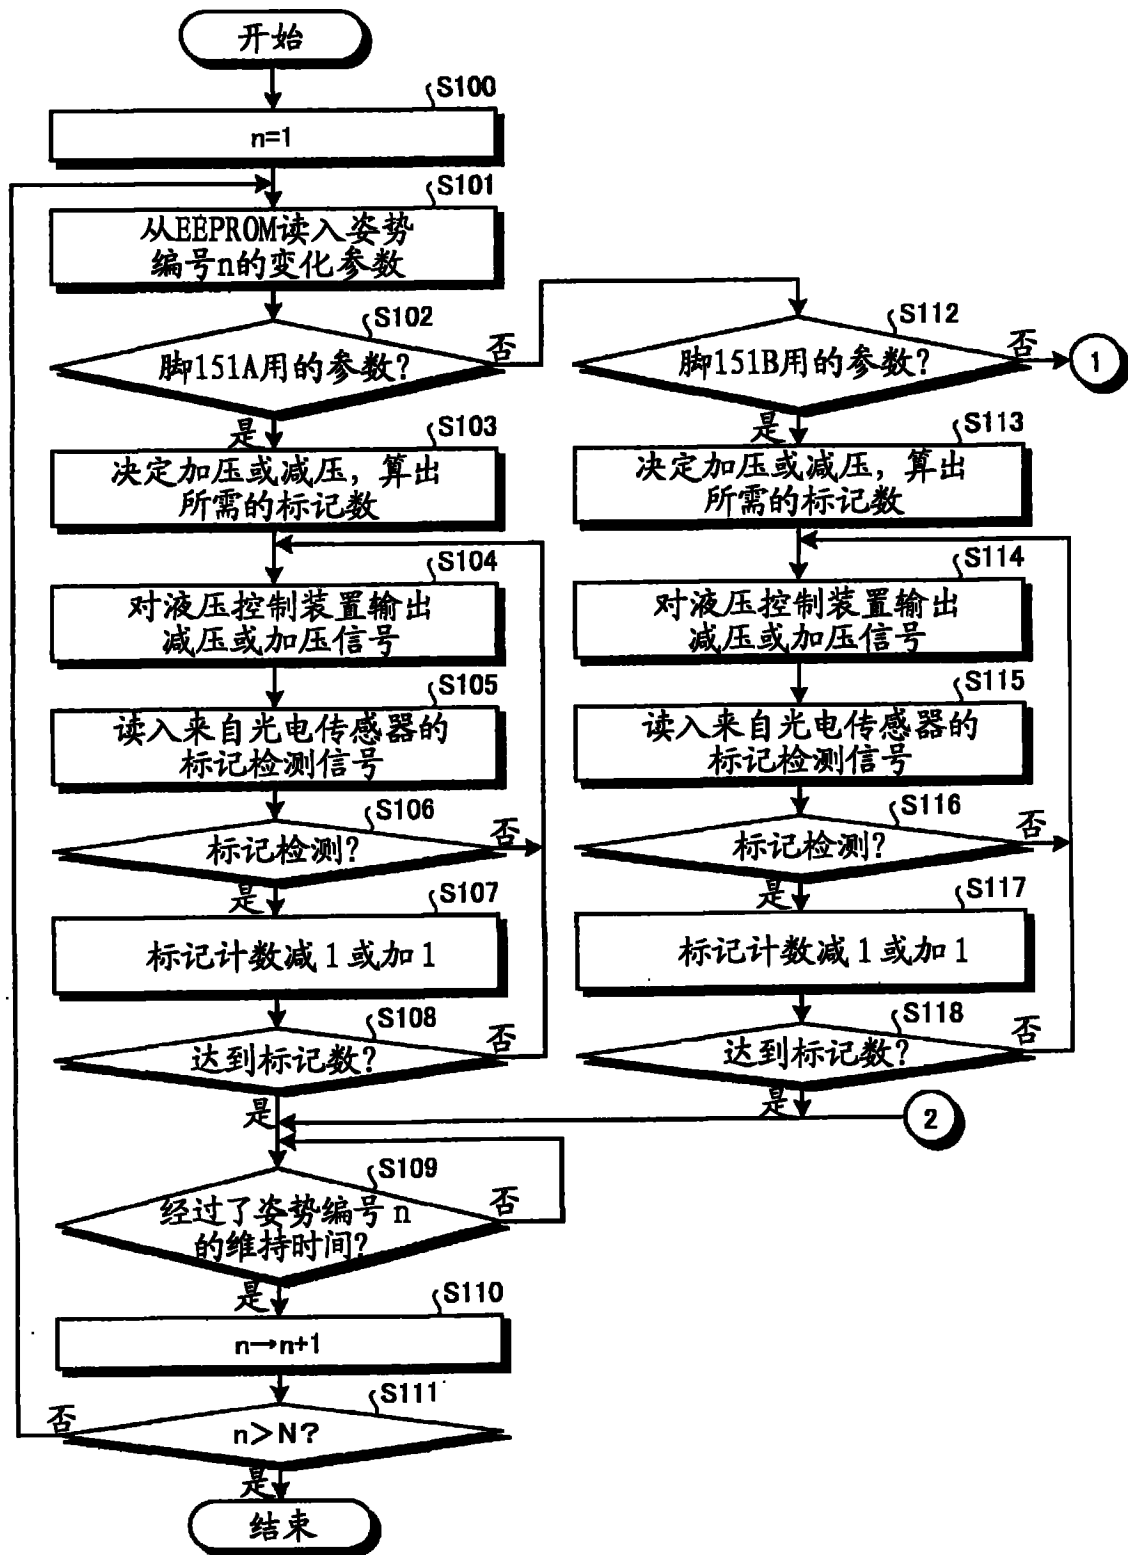 开始
S100
n=1
S101
从EEPROM读入姿势
编号n的变化参数
S102
脚151A用的参数?
否
是
S103
决定加压或减压，算出
所需的标记数
S104
对液压控制装置输出
减压或加压信号
S105
读入来自光电传感器的
标记检测信号
S106
标记检测?
否
是
S107
标记计数减1或加1
S108
达到标记数?
否
是
S109
经过了姿势编号n
的维持时间?
否
是
S110
n→n+1
S111
n>N?
否
是
结束
S112
脚151B用的参数?
否
1
是
S113
决定加压或减压，算出
所需的标记数
S114
对液压控制装置输出
减压或加压信号
S115
读入来自光电传感器的
标记检测信号
S116
标记检测?
否
是
S117
标记计数减1或加1
S118
达到标记数?
否
是
2